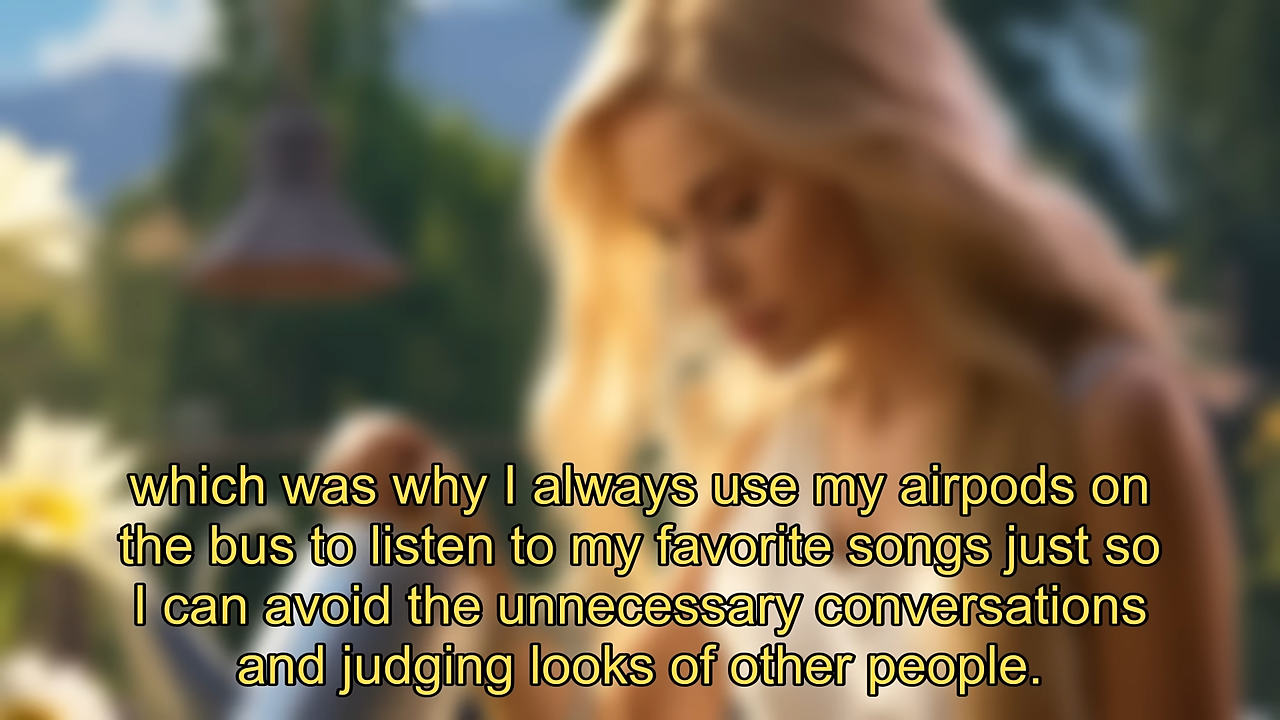 which was why I always use my airpods on
the bus to listen to my favorite songs just so
I can avoid the unnecessary conversations
and judging looks of other people.